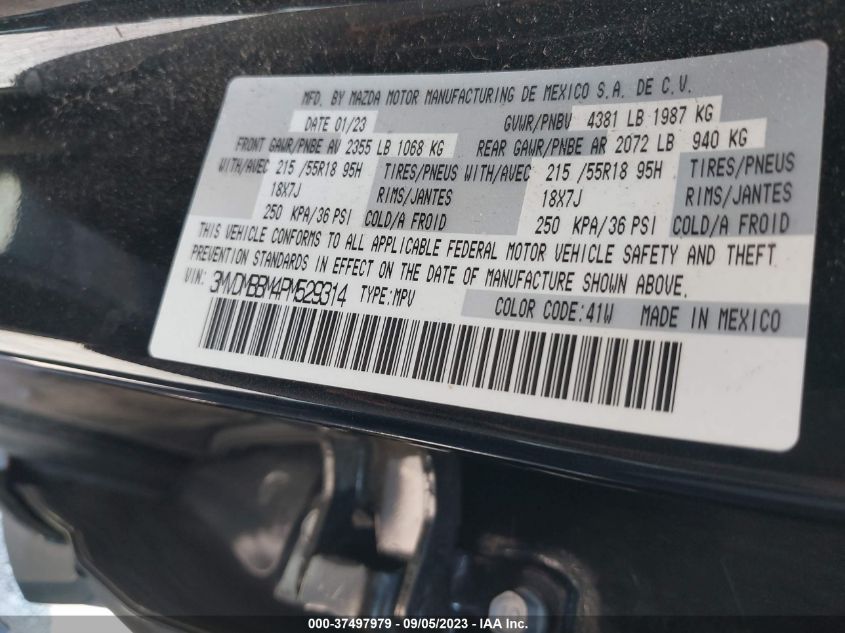 MFD. BY MAZDA MOTOR MANUFACTURING DE MEXICO S.A. DE C.V.
DATE 01/23 GVWR/PNBV 4381 LB 1987 KG
FRONT GAWR/PNBE AV 2355 LB 1068 KG REAR GAWR/PNBE AR 2072 LB 940 KG
WITH/AVEC 215 /55R18 95H TIRES/PNEUS WITH/AVEC 215 /55R18 95H TIRES/PNEUS
18X7J RIMS/JANTES 18X7J RIMS/JANTES
250 KPA/36 PSI COLD/A FROID 250 KPA/36 PSI COLD/A FROID
THIS VEHICLE CONFORMS TO ALL APPLICABLE FEDERAL MOTOR VEHICLE SAFETY AND THEFT
PREVENTION STANDARDS IN EFFECT ON THE DATE OF MANUFACTURE SHOWN ABOVE.
VIN: 3MVDMBBM4PM529314 TYPE:MPV COLOR CODE:41W MADE IN MEXICO
000-37497979 - 09/05/2023 - IAA Inc.